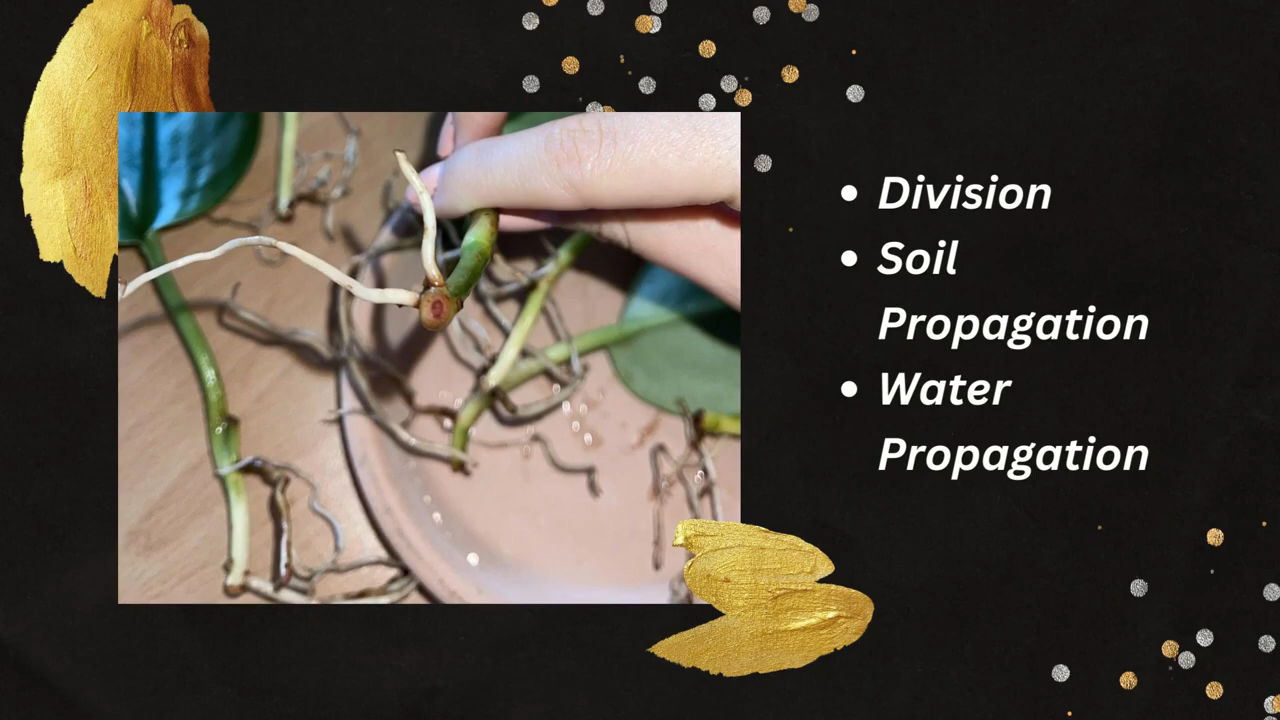 • Division
• Soil
Propagation
• Water
Propagation